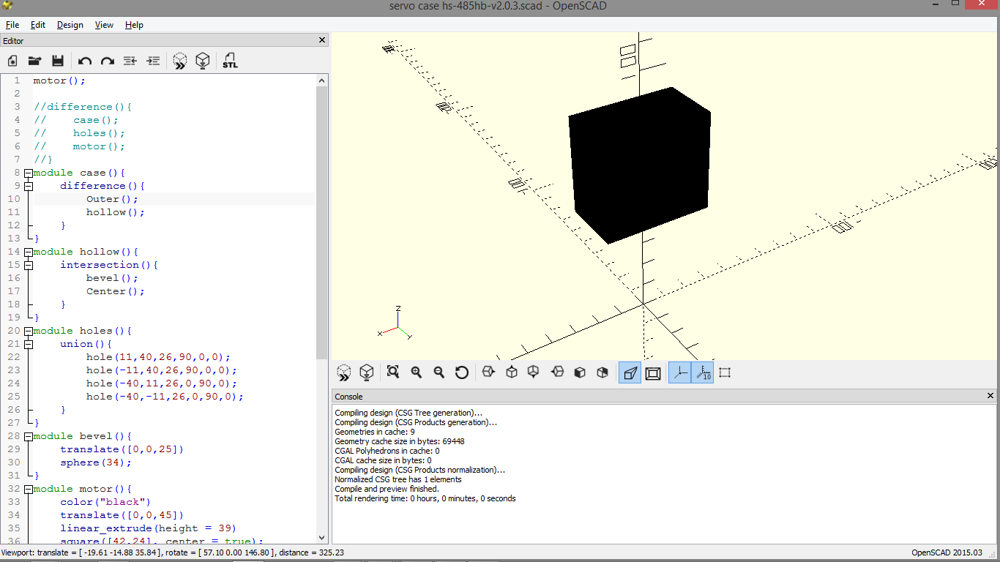 servo case hs-485hb-v2.0.3.scad - OpenSCAD
File Edit Design View Help
Editor
STL
1 motor();
2
3 //difference(){
4 //    case();
5 //    holes();
6 //    motor();
7 //}
8 module case(){
9     difference(){
10         Outer();
11         hollow();
12     }
13 }
14 module hollow(){
15     intersection(){
16         bevel();
17         Center();
18     }
19 }
20 module holes(){
21     union(){
22         hole(11,40,26,90,0,0);
23         hole(-11,40,26,90,0,0);
24         hole(-40,11,26,0,90,0);
25         hole(-40,-11,26,0,90,0);
26     }
27 }
28 module bevel(){
29     translate([0,0,25])
30     sphere(34);
31 }
32 module motor(){
33     color("black")
34     translate([0,0,45])
35     linear_extrude(height = 39)
36     square([42,24], center = true);
Z
X
Y
10
Console
Compiling design (CSG Tree generation)...
Compiling design (CSG Products generation)...
Geometries in cache: 9
Geometry cache size in bytes: 69448
CGAL Polyhedrons in cache: 0
CGAL cache size in bytes: 0
Compiling design (CSG Products normalization)...
Normalized CSG tree has 1 elements
Compile and preview finished.
Total rendering time: 0 hours, 0 minutes, 0 seconds
Viewport: translate = [ -19.61 -14.88 35.84 ], rotate = [ 57.10 0.00 146.80 ], distance = 325.23
OpenSCAD 2015.03